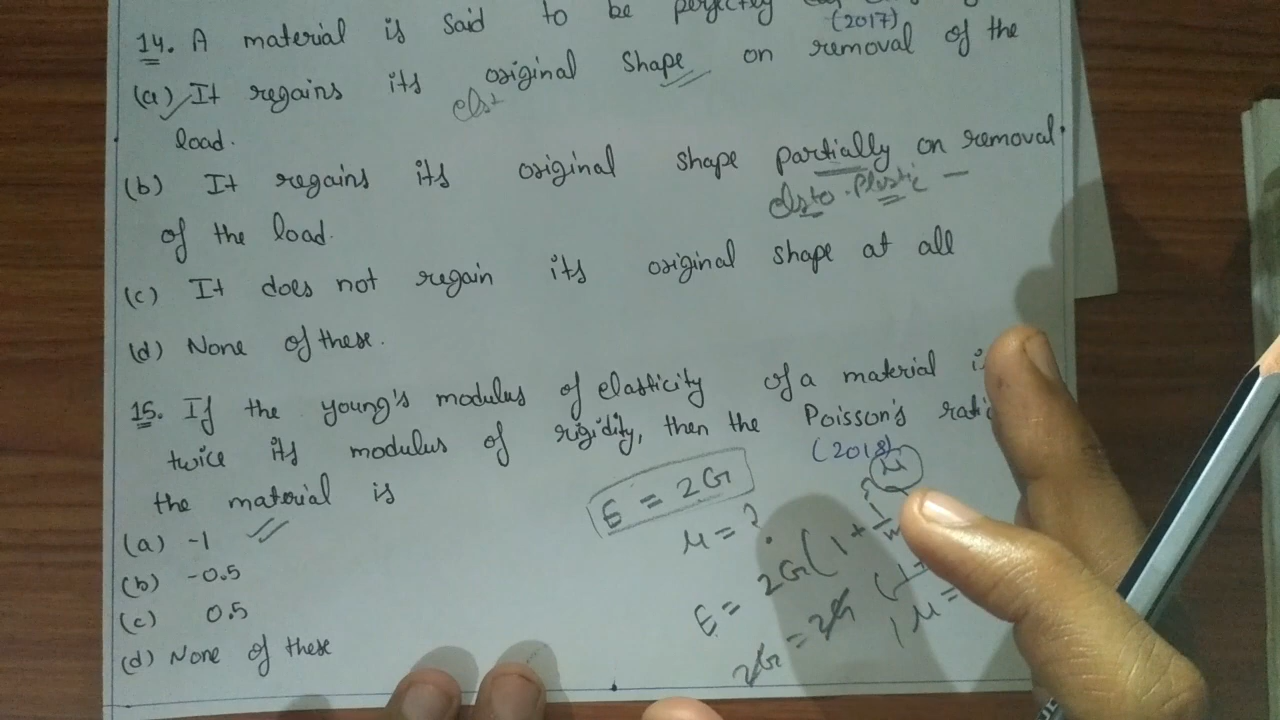 14. A material is said to be perfectly
(2017)
(a) It regains its original shape on removal of the
load.
(b) It regains its original shape partially on removal
of the load.
(c) It does not regain its original shape at all
(d) None of these.
15. If the young's modulus of elasticity of a material
twice its modulus of rigidity, then the Poisson's
(2018)
the material is
(a) -1
(b) -0.5
(c) 0.5
(d) None of these
E = 2G
μ = ?
E = 2G(1 +
2G = 2G
μ =